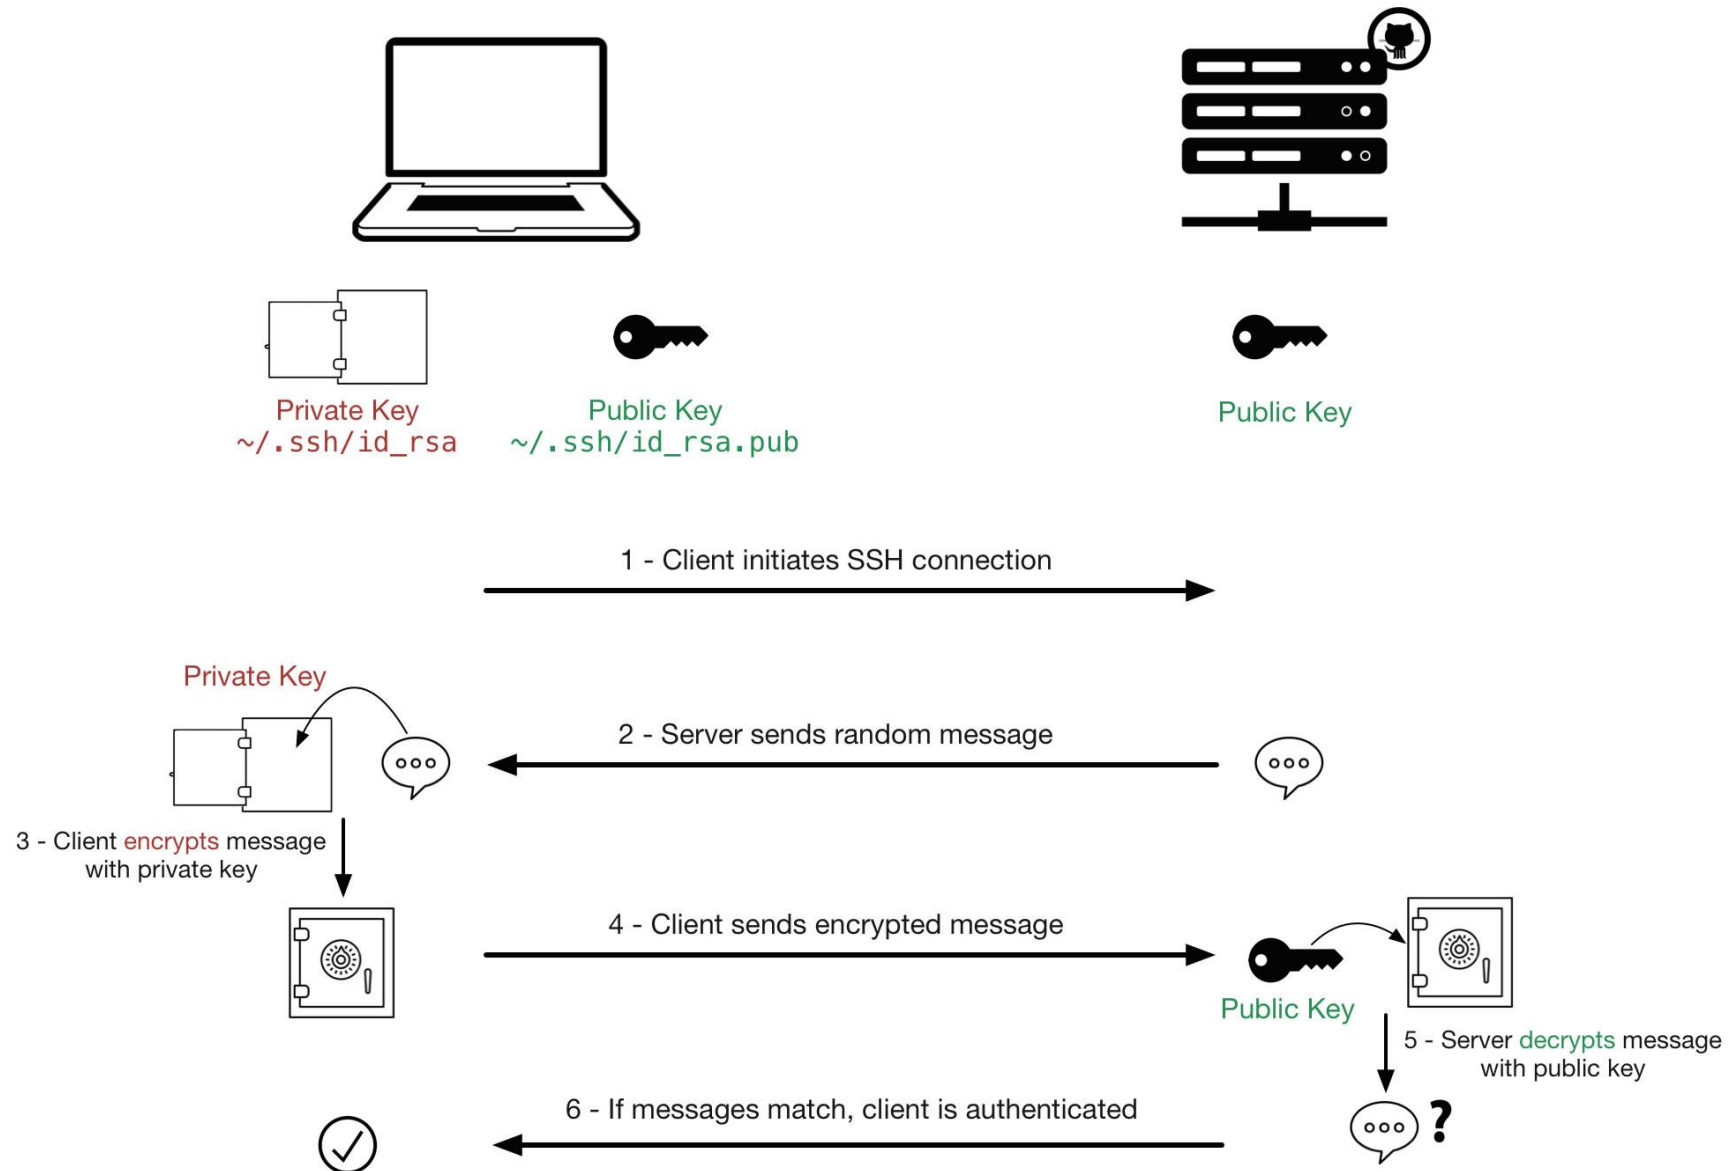 Private Key
~/.ssh/id_rsa
Public Key
~/.ssh/id_rsa.pub
Public Key
1 - Client initiates SSH connection
Private Key
2 - Server sends random message
3 - Client encrypts message
with private key
4 - Client sends encrypted message
Public Key
5 - Server decrypts message
with public key
6 - If messages match, client is authenticated
?